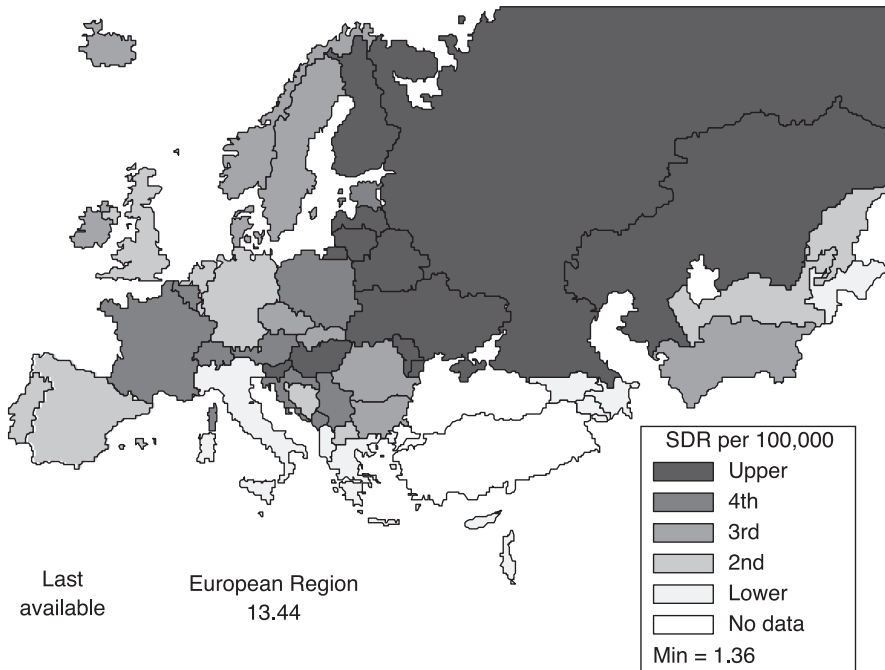 Last
available
European Region
13.44
SDR per 100,000
Upper
4th
3rd
2nd
Lower
No data
Min = 1.36